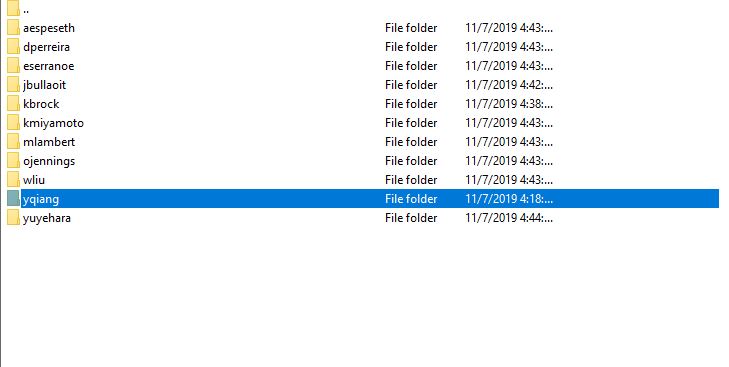 ..
aespeseth File folder 11/7/2019 4:43:...
dperreira File folder 11/7/2019 4:43:...
eserranoe File folder 11/7/2019 4:43:...
jbullaoit File folder 11/7/2019 4:42:...
kbrock File folder 11/7/2019 4:38:...
kmiyamoto File folder 11/7/2019 4:43:...
mlambert File folder 11/7/2019 4:43:...
ojennings File folder 11/7/2019 4:43:...
wliu File folder 11/7/2019 4:43:...
yqiang File folder 11/7/2019 4:18:...
yuyehara File folder 11/7/2019 4:44:...